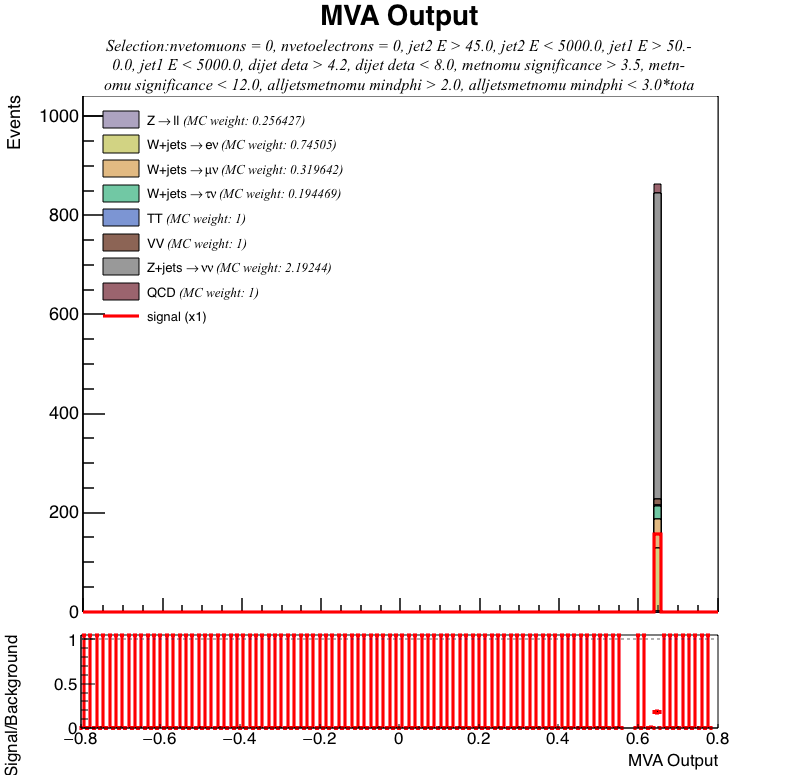 MVA Output
Selection:nvetomuons = 0, nvetoelectrons = 0, jet2 E > 45.0, jet2 E < 5000.0, jet1 E > 50.-
0.0, jet1 E < 5000.0, dijet deta > 4.2, dijet deta < 8.0, metnomu significance > 3.5, metn-
omu significance < 12.0, alljetsmetnomu mindphi > 2.0, alljetsmetnomu mindphi < 3.0*tota
Events
1000
800
600
400
200
0
Z→ll (MC weight: 0.256427)
W+jets→eν (MC weight: 0.74505)
W+jets→μν (MC weight: 0.319642)
W+jets→τν (MC weight: 0.194469)
TT (MC weight: 1)
VV (MC weight: 1)
Z+jets→νν (MC weight: 2.19244)
QCD (MC weight: 1)
signal (x1)
Signal/Background
1
0.5
0
−0.8 −0.6 −0.4 −0.2 0 0.2 0.4 0.6 0.8
MVA Output